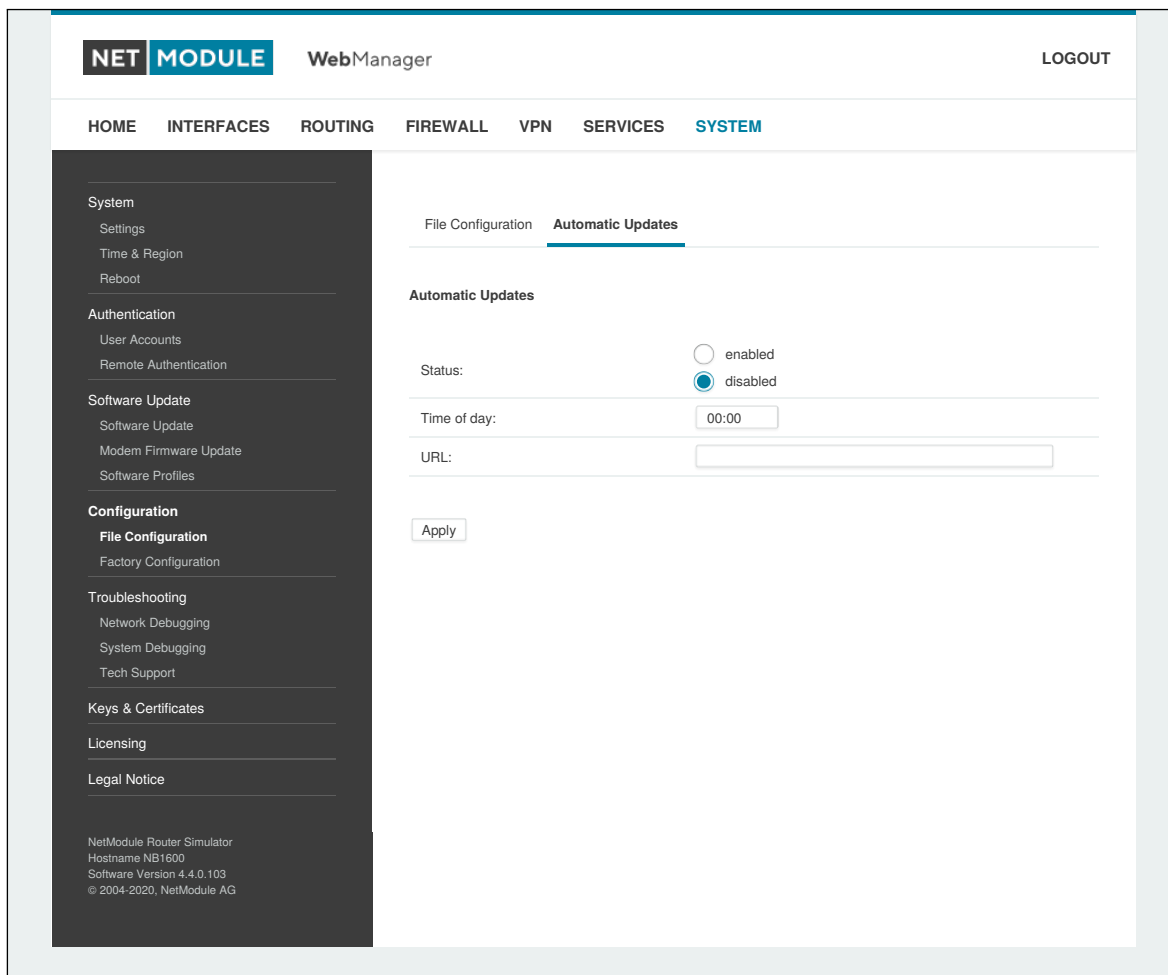 NET MODULE WebManager LOGOUT
HOME INTERFACES ROUTING FIREWALL VPN SERVICES SYSTEM
System
Settings
Time & Region
Reboot
Authentication
User Accounts
Remote Authentication
Software Update
Software Update
Modem Firmware Update
Software Profiles
Configuration
File Configuration
Factory Configuration
Troubleshooting
Network Debugging
System Debugging
Tech Support
Keys & Certificates
Licensing
Legal Notice
NetModule Router Simulator
Hostname NB1600
Software Version 4.4.0.103
© 2004-2020, NetModule AG
File Configuration Automatic Updates
Automatic Updates
Status:
enabled
disabled
Time of day: 00:00
URL:
Apply